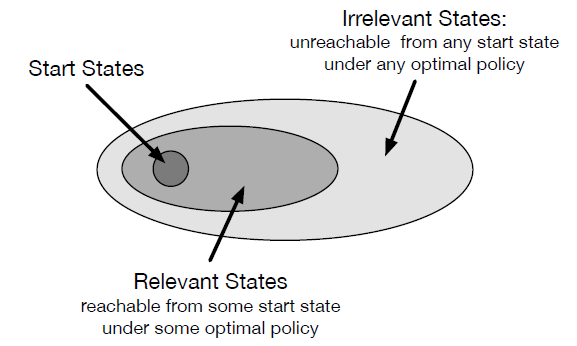 Irrelevant States:
unreachable from any start state
under any optimal policy
Start States
Relevant States
reachable from some start state
under some optimal policy